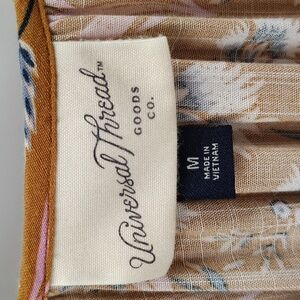 Universal Thread™
GOODS
CO.
M
MADE IN
VIETNAM